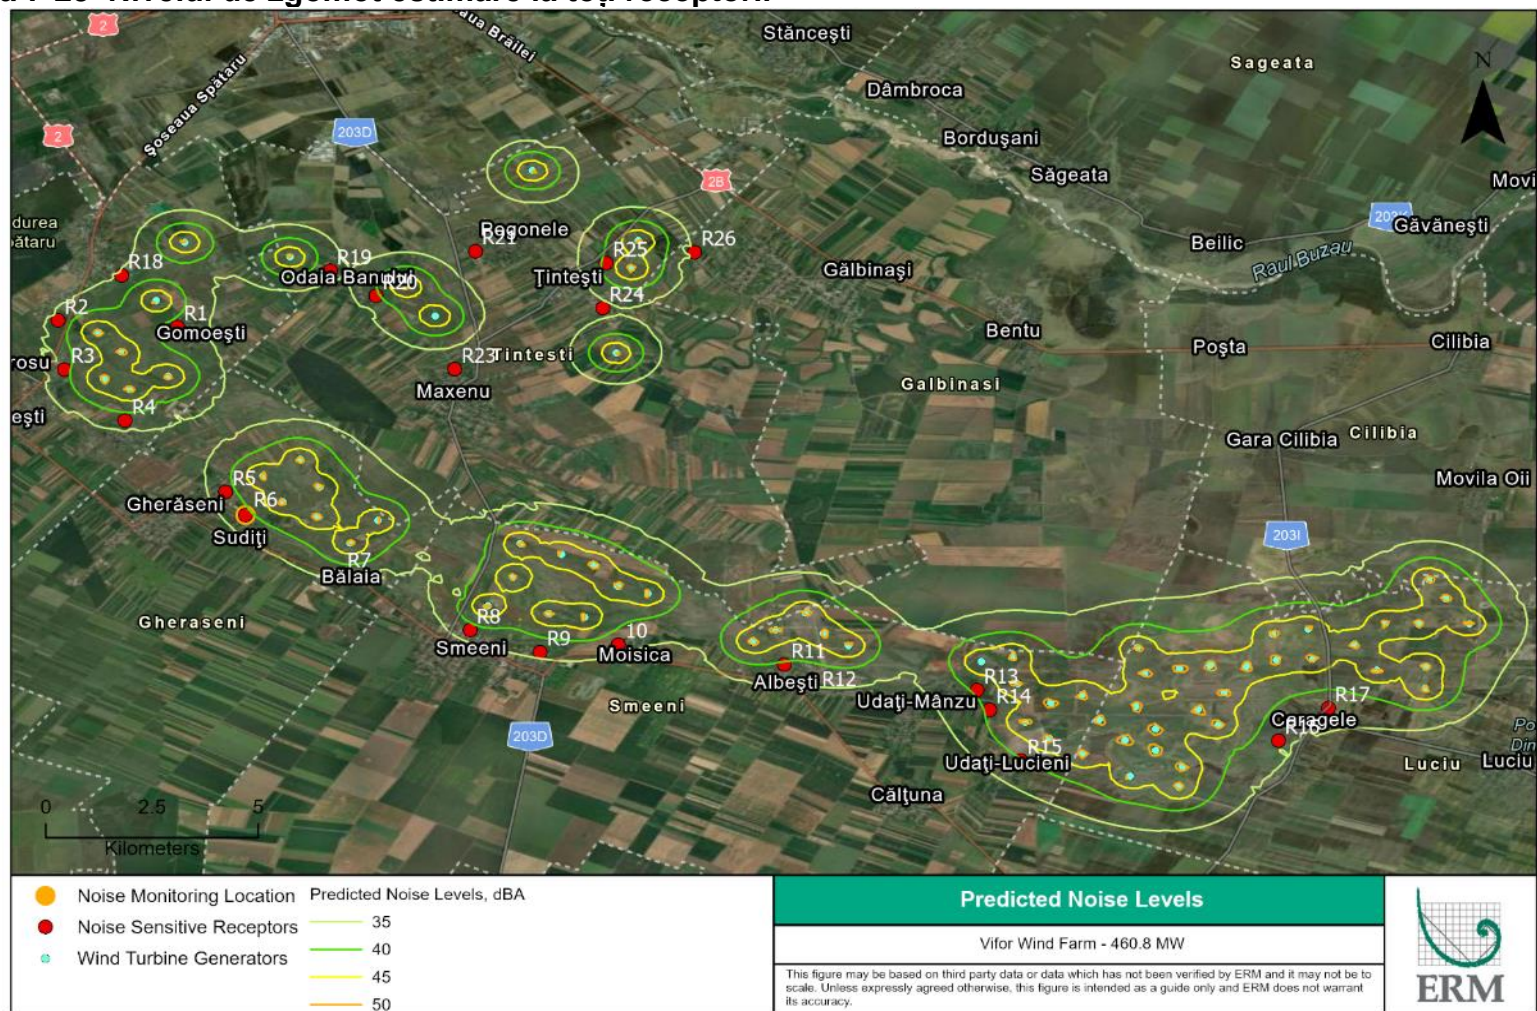 Nivelul de zgomot estimare la toți receptorii
2
Șoseaua Spătaru
Brăilei
Stăncești
Sageata
N
Dâmbroca
2
203D
Bordușani
Săgeata
2B
Movi
Găvănești
Beilic
Raul Buzau
R21
R26
R25
R18
R19
Odaia Banului
Țintești
Gălbinași
R20
R24
R2
R1
Gomoești
Bentu
Poșta
Cilibia
R3
R23
Tintesti
Maxenu
Galbinasi
R4
ești
Gara Cilibia
Cilibia
Movila Oii
R5
Gherăseni
R6
Sudiți
203I
R7
Bălaia
Gheraseni
R8
Smeeni
R9
10
Moisica
R11
Albești
R12
Smeeni
R13
Udați-Mânzu
R14
R17
Caragele
R16
203D
R15
Udați-Lucieni
Luciu
Luciu
Călțuna
0
2.5
5
Kilometers
Noise Monitoring Location
Noise Sensitive Receptors
Wind Turbine Generators
Predicted Noise Levels, dBA
35
40
45
50
Predicted Noise Levels
Vifor Wind Farm - 460.8 MW
This figure may be based on third party data or data which has not been verified by ERM and it may not be to
scale. Unless expressly agreed otherwise, this figure is intended as a guide only and ERM does not warrant
its accuracy.
ERM